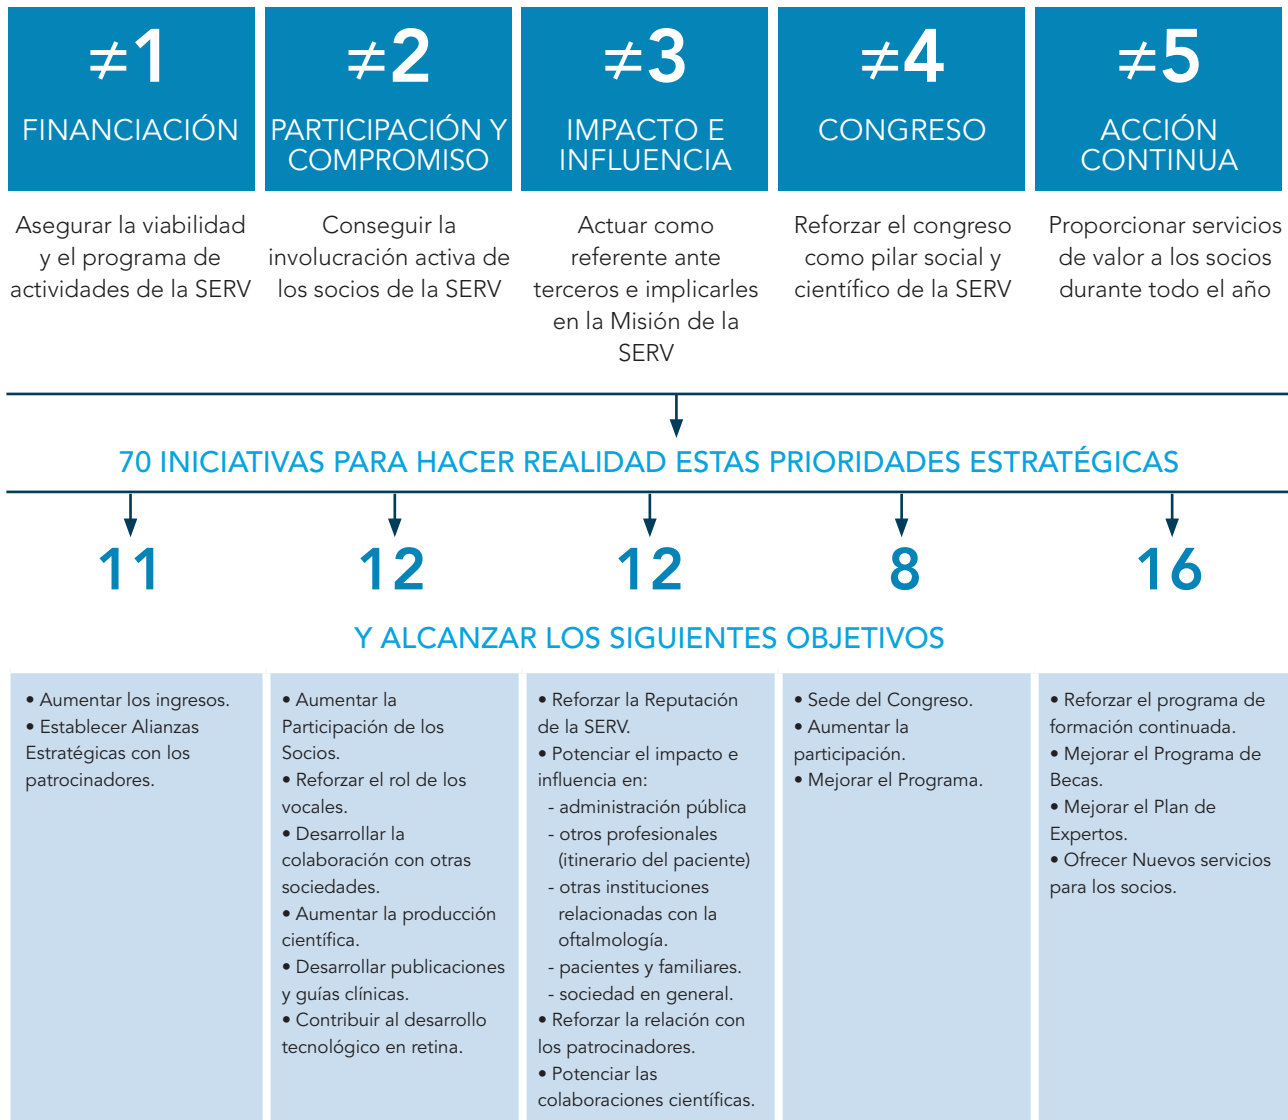 ≠1
FINANCIACIÓN
Asegurar la viabilidad
y el programa de
actividades de la SERV
≠2
PARTICIPACIÓN Y
COMPROMISO
Conseguir la
involucración activa de
los socios de la SERV
≠3
IMPACTO E
INFLUENCIA
Actuar como
referente ante
terceros e implicarles
en la Misión de la
SERV
≠4
CONGRESO
Reforzar el congreso
como pilar social y
científico de la SERV
≠5
ACCIÓN
CONTINUA
Proporcionar servicios
de valor a los socios
durante todo el año
70 INICIATIVAS PARA HACER REALIDAD ESTAS PRIORIDADES ESTRATÉGICAS
11
12
12
8
16
Y ALCANZAR LOS SIGUIENTES OBJETIVOS
• Aumentar los ingresos.
• Establecer Alianzas
Estratégicas con los
patrocinadores.
• Aumentar la
Participación de los
Socios.
• Reforzar el rol de los
vocales.
• Desarrollar la
colaboración con otras
sociedades.
• Aumentar la producción
científica.
• Desarrollar publicaciones
y guías clínicas.
• Contribuir al desarrollo
tecnológico en retina.
• Reforzar la Reputación
de la SERV.
• Potenciar el impacto e
influencia en:
- administración pública
- otros profesionales
(itinerario del paciente)
- otras instituciones
relacionadas con la
oftalmología.
- pacientes y familiares.
- sociedad en general.
• Reforzar la relación con
los patrocinadores.
• Potenciar las
colaboraciones científicas.
• Sede del Congreso.
• Aumentar la
participación.
• Mejorar el Programa.
• Reforzar el programa de
formación continuada.
• Mejorar el Programa de
Becas.
• Mejorar el Plan de
Expertos.
• Ofrecer Nuevos servicios
para los socios.